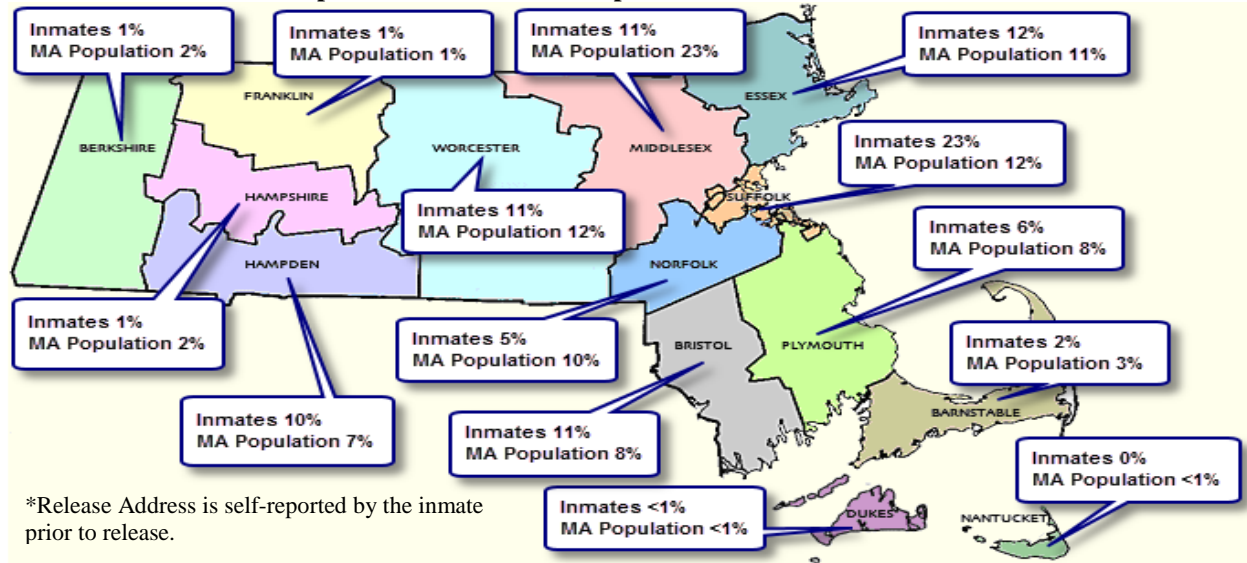 Inmates 1%
MA Population 2%
Inmates 1%
MA Population 1%
Inmates 11%
MA Population 23%
Inmates 12%
MA Population 11%
FRANKLIN
ESSEX
BERKSHIRE
WORCESTER
MIDDLESEX
Inmates 23%
MA Population 12%
HAMPSHIRE
SUFFOLK
Inmates 11%
MA Population 12%
Inmates 6%
MA Population 8%
HAMPDEN
NORFOLK
Inmates 1%
MA Population 2%
Inmates 5%
MA Population 10%
BRISTOL
PLYMOUTH
Inmates 2%
MA Population 3%
Inmates 10%
MA Population 7%
Inmates 11%
MA Population 8%
BARNSTABLE
Inmates 0%
MA Population <1%
*Release Address is self-reported by the inmate
prior to release.
Inmates <1%
MA Population <1%
DUKES
NANTUCKET